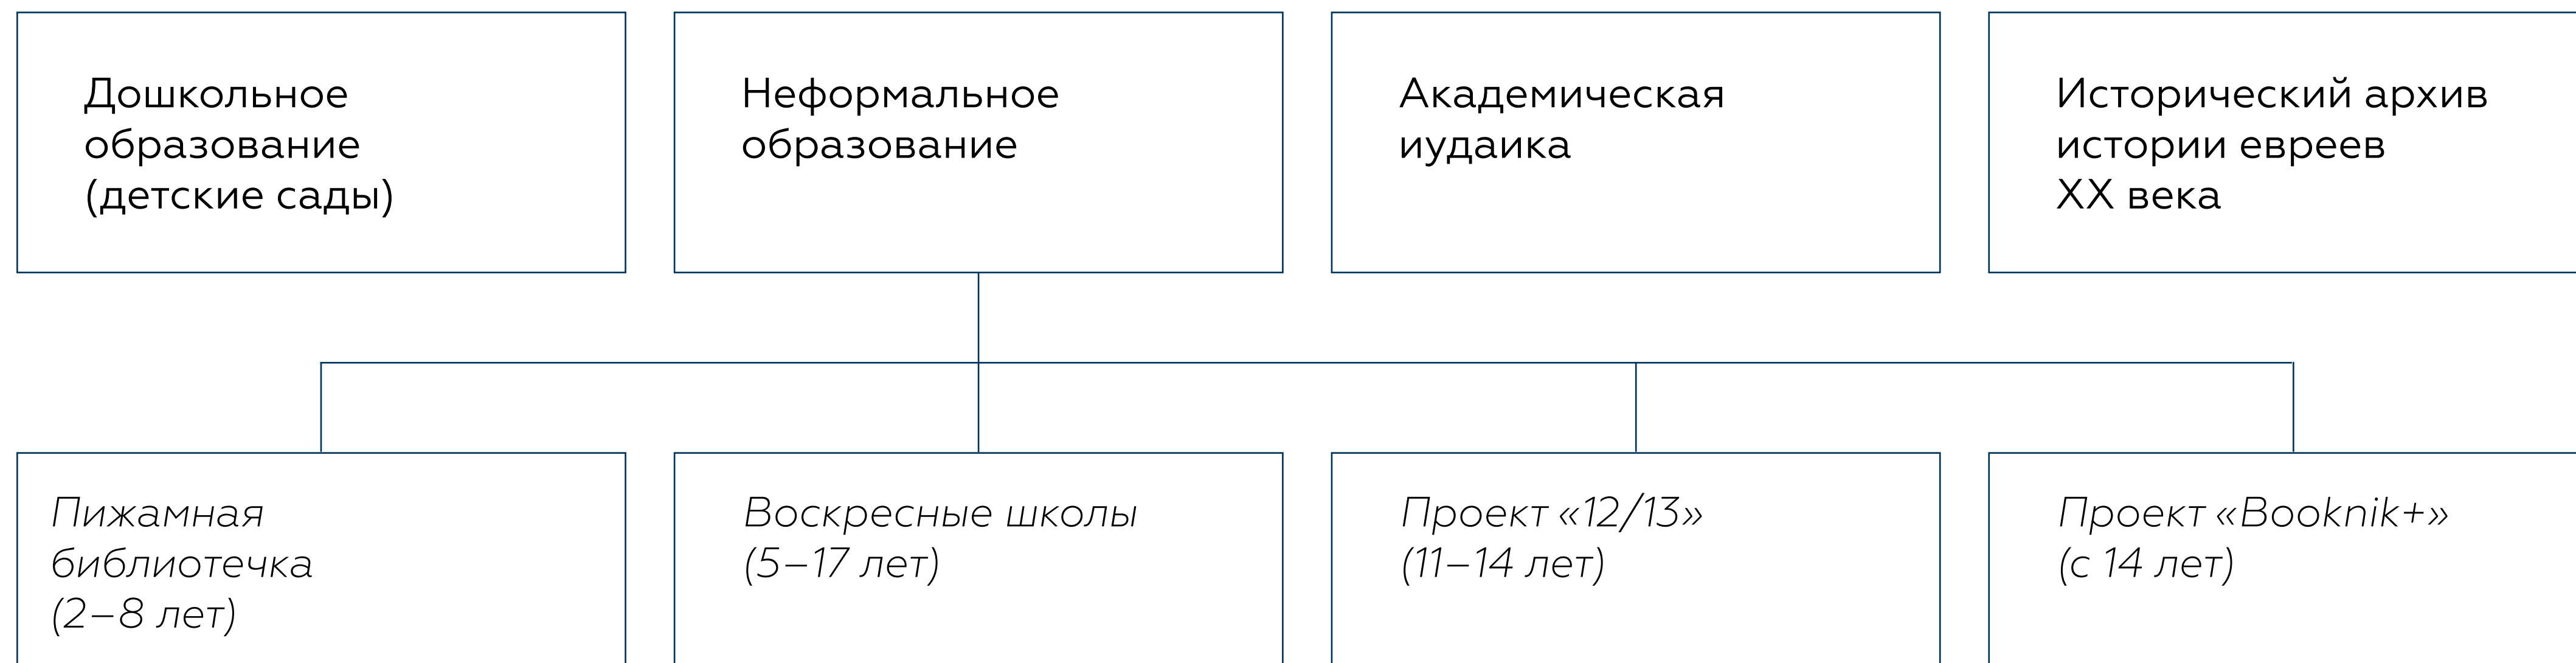 Дошкольное
образование
(детские сады)
Неформальное
образование
Академическая
иудаика
Исторический архив
истории евреев
XX века
Пижамная
библиотечка
(2–8 лет)
Воскресные школы
(5–17 лет)
Проект «12/13»
(11–14 лет)
Проект «Booknik+»
(с 14 лет)